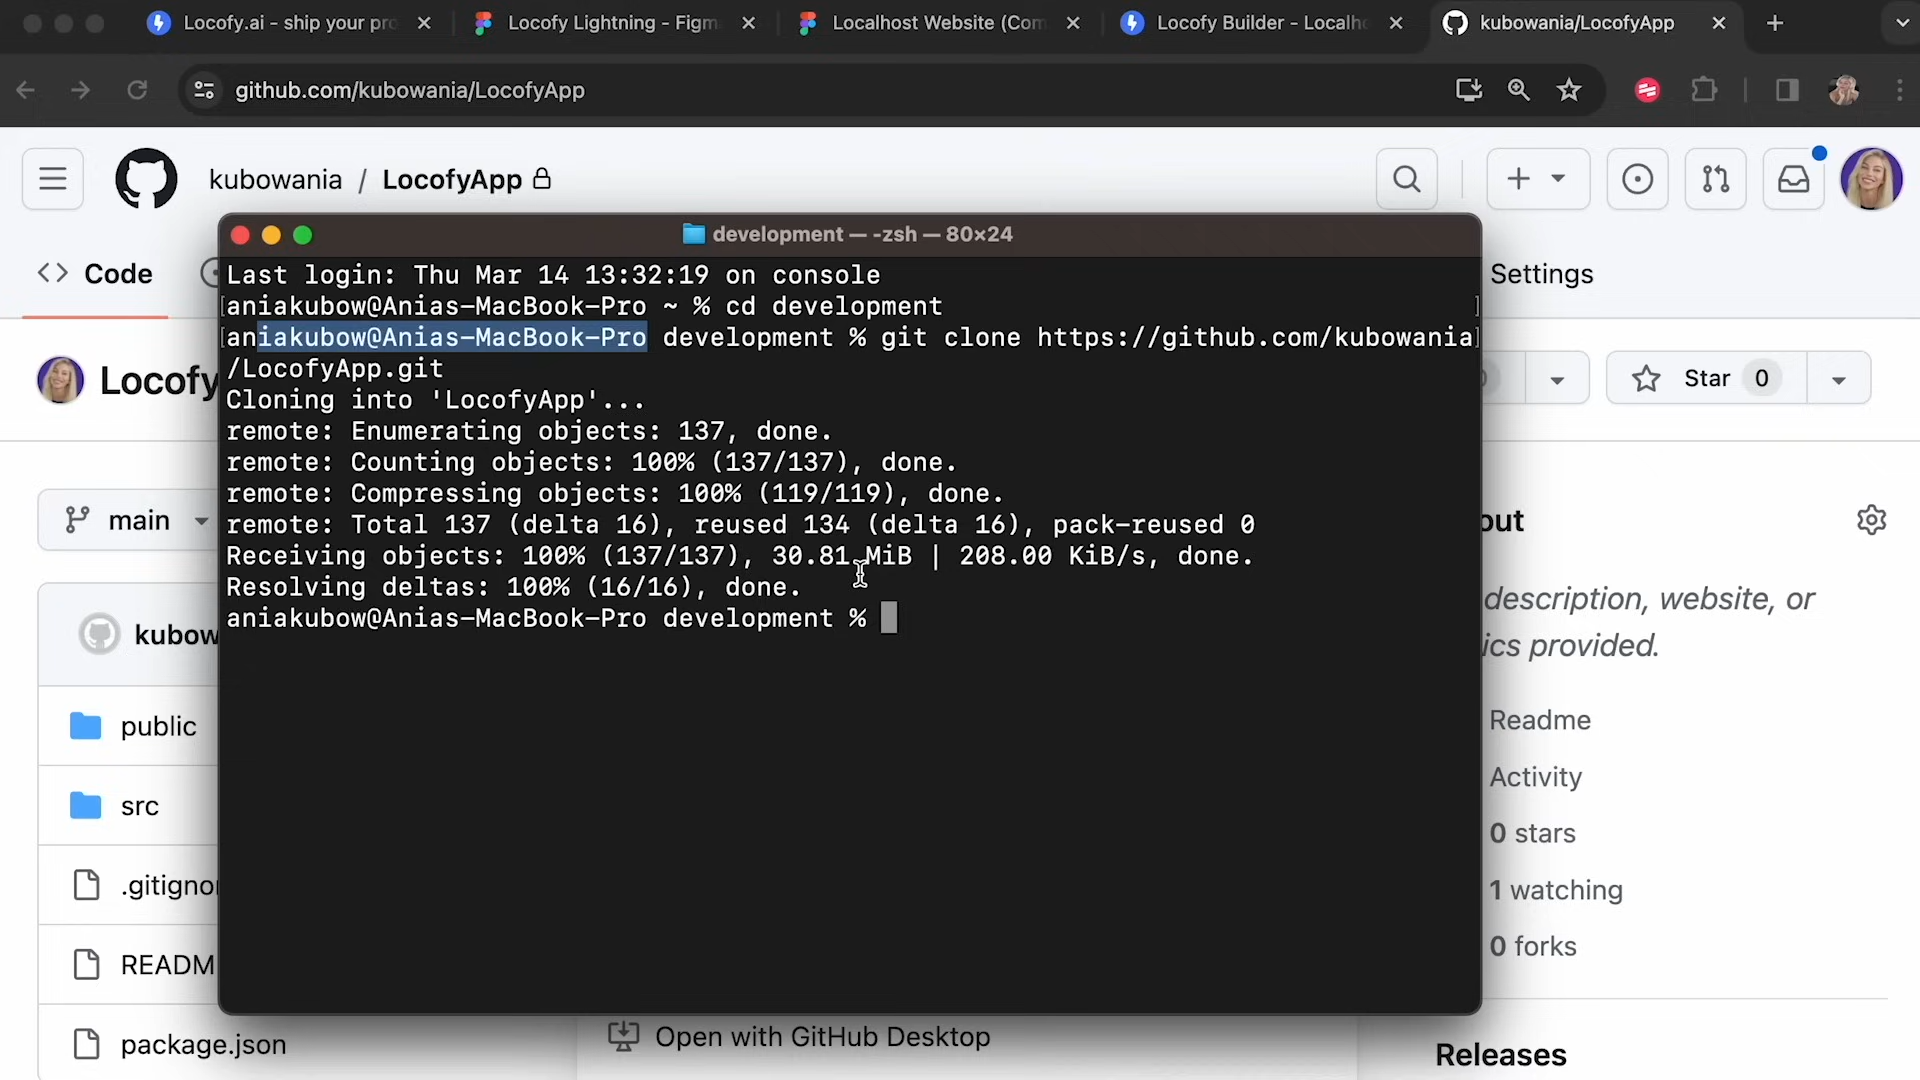 Locofy.ai - ship your pr
Locofy Lightning - Figm
Localhost Website (Com
Locofy Builder - Localh
kubowania/LocofyApp
github.com/kubowania/LocofyApp
kubowania / LocofyApp
Code
Settings
development — -zsh — 80×24
Last login: Thu Mar 14 13:32:19 on console
[aniakubow@Anias-MacBook-Pro ~ % cd development ]
[aniakubow@Anias-MacBook-Pro development % git clone https://github.com/kubowania]
/LocofyApp.git
Cloning into 'LocofyApp'...
remote: Enumerating objects: 137, done.
remote: Counting objects: 100% (137/137), done.
remote: Compressing objects: 100% (119/119), done.
remote: Total 137 (delta 16), reused 134 (delta 16), pack-reused 0
Receiving objects: 100% (137/137), 30.81 MiB | 208.00 KiB/s, done.
Resolving deltas: 100% (16/16), done.
aniakubow@Anias-MacBook-Pro development %
Locofy
Star 0
main
out
description, website, or
ics provided.
kubow
public
src
.gitigno
READM
package.json
Readme
Activity
0 stars
1 watching
0 forks
Open with GitHub Desktop
Releases